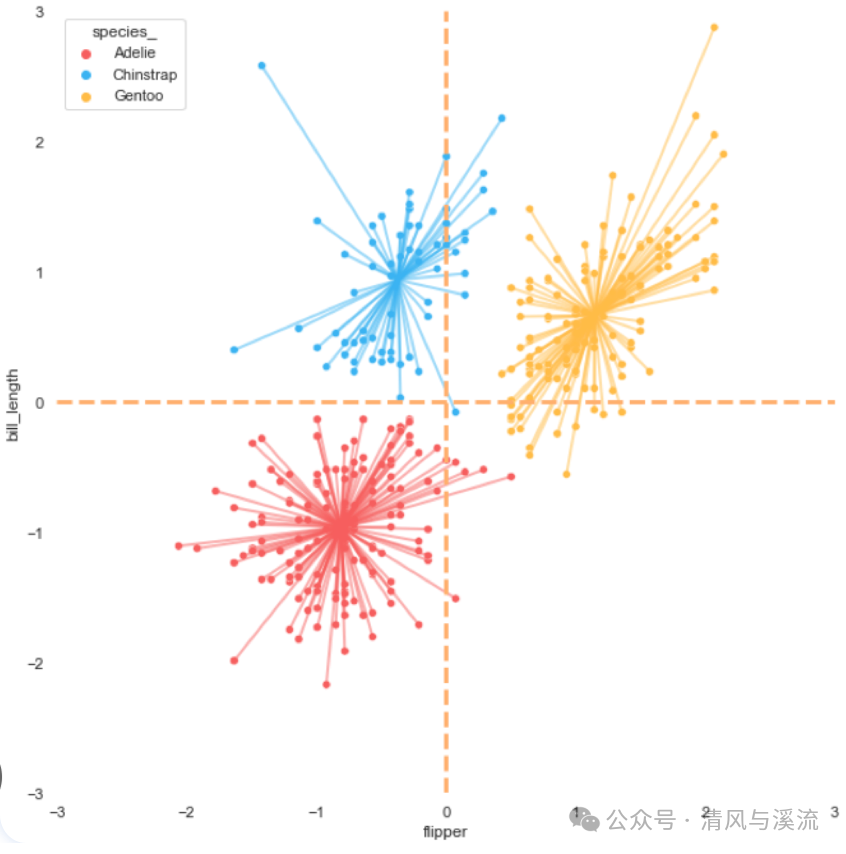 3
species_
Adelie
Chinstrap
Gentoo
2
1
0
−1
−2
−3
bill_length
−3 −2 −1 0 1 2 3
flipper
公众号 · 清风与溪流